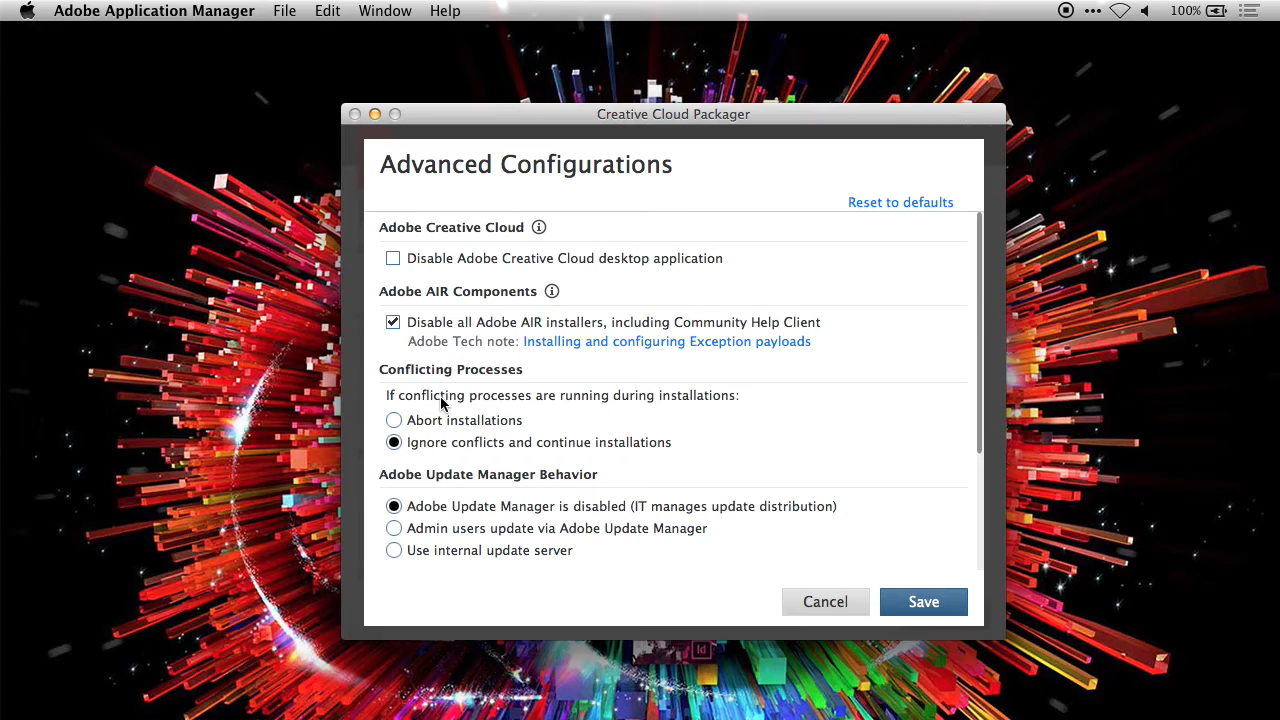 Adobe Application Manager File Edit Window Help 100%
Creative Cloud Packager
Advanced Configurations
Reset to defaults
Adobe Creative Cloud
Disable Adobe Creative Cloud desktop application
Adobe AIR Components
Disable all Adobe AIR installers, including Community Help Client
Adobe Tech note: Installing and configuring Exception payloads
Conflicting Processes
If conflicting processes are running during installations:
Abort installations
Ignore conflicts and continue installations
Adobe Update Manager Behavior
Adobe Update Manager is disabled (IT manages update distribution)
Admin users update via Adobe Update Manager
Use internal update server
Cancel Save
Id